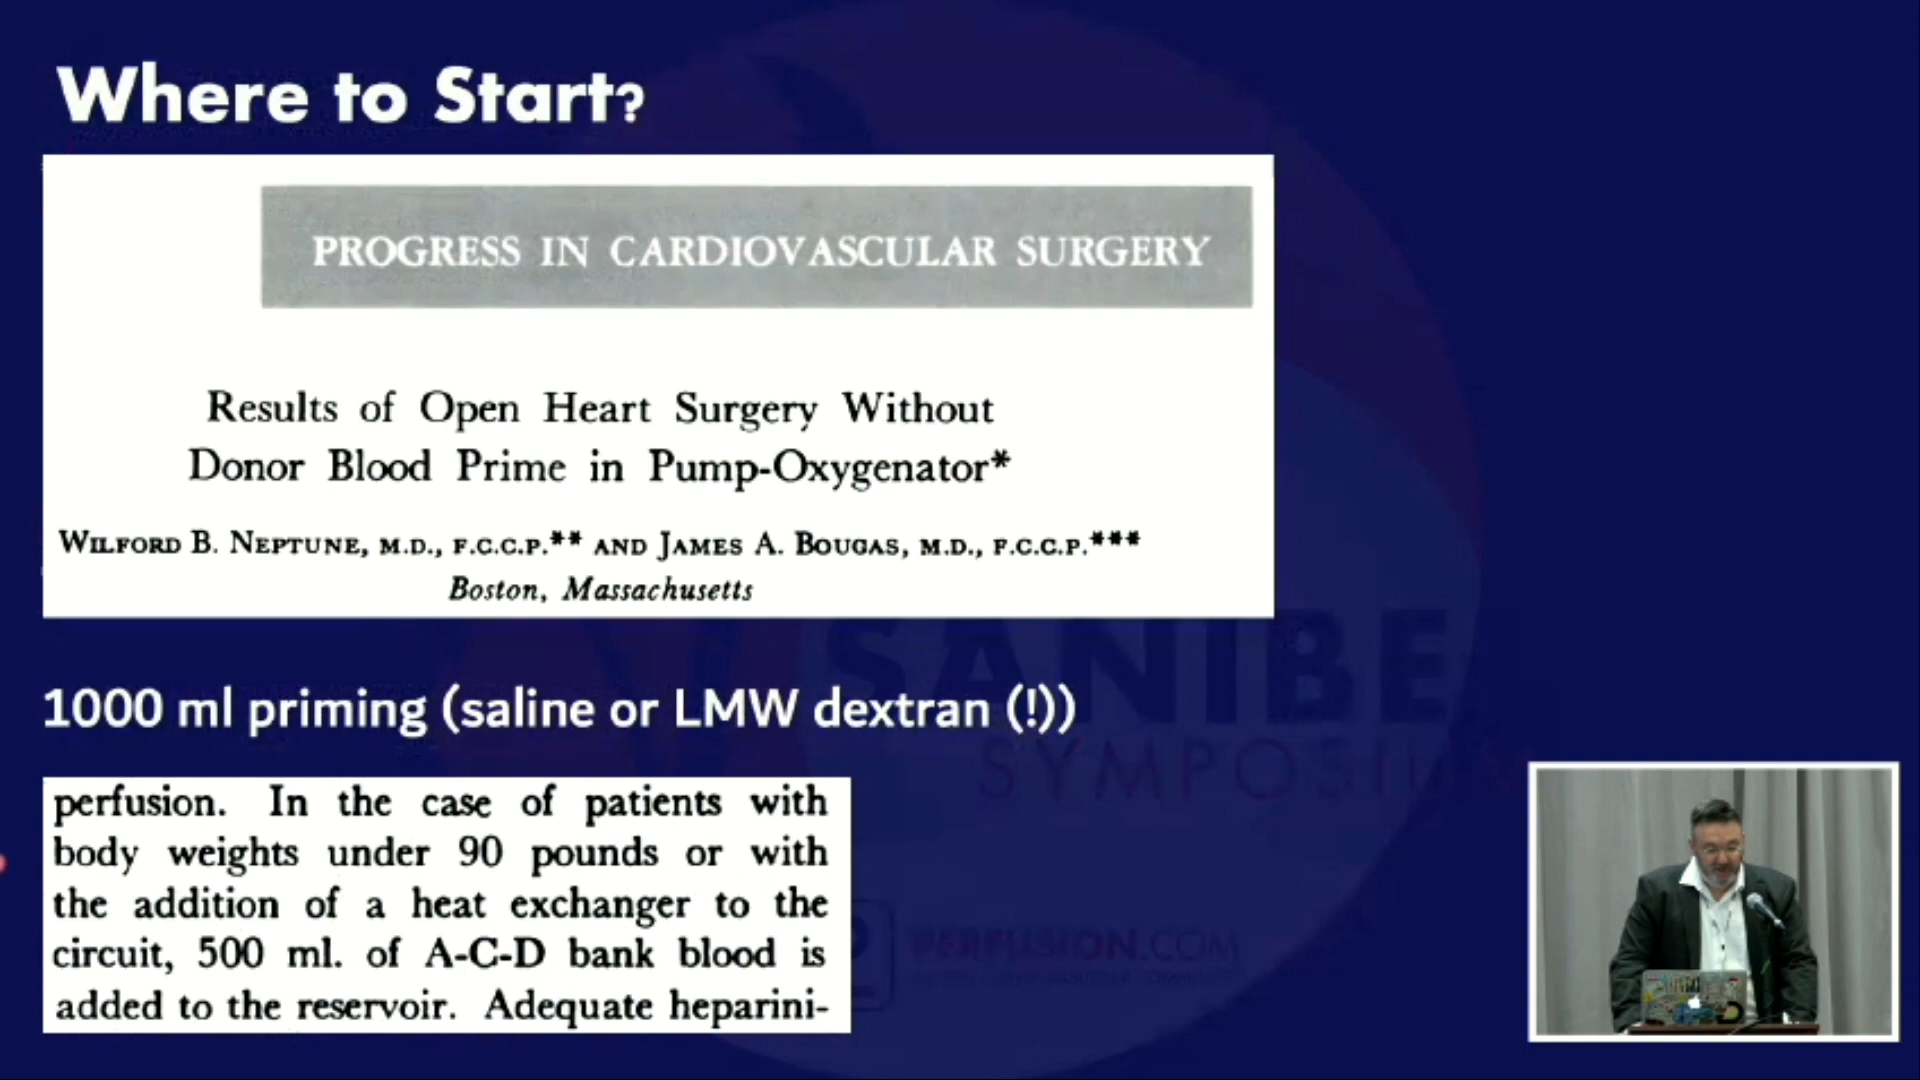 Where to Start?
PROGRESS IN CARDIOVASCULAR SURGERY
Results of Open Heart Surgery Without
Donor Blood Prime in Pump-Oxygenator*
WILFORD B. NEPTUNE, M.D., F.C.C.P.** AND JAMES A. BOUGAS, M.D., F.C.C.P.***
Boston, Massachusetts
SANIBE
SYMPOSIUM
1000 ml priming (saline or LMW dextran (!))
perfusion. In the case of patients with
body weights under 90 pounds or with
the addition of a heat exchanger to the
circuit, 500 ml. of A-C-D bank blood is
added to the reservoir. Adequate heparini-
PERFUSION.COM